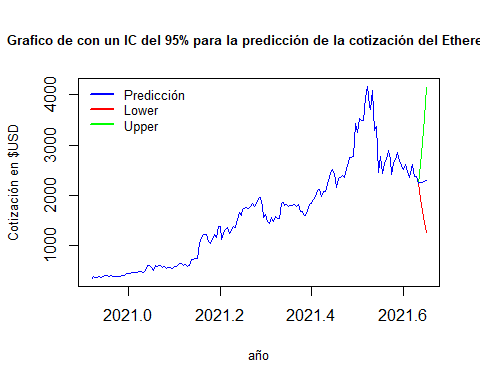 Grafico de con un IC del 95% para la predicción de la cotización del Ethere
Predicción
Lower
Upper
Cotización en $USD
4000
3000
2000
1000
2021.0 2021.2 2021.4 2021.6
año